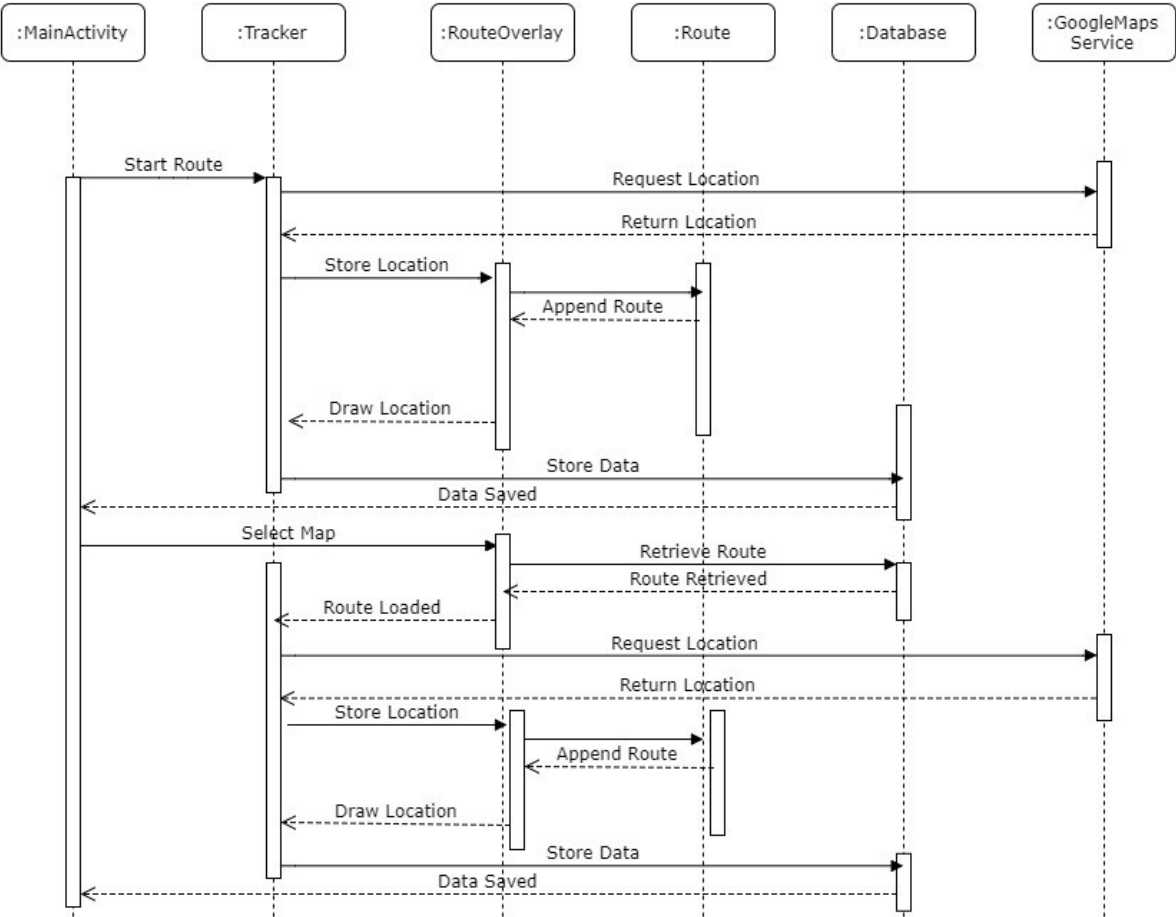 :MainActivity
:Tracker
:RouteOverlay
:Route
:Database
:GoogleMaps
Service
Start Route
Request Location
Return Location
Store Location
Append Route
Draw Location
Store Data
Data Saved
Select Map
Retrieve Route
Route Retrieved
Route Loaded
Request Location
Return Location
Store Location
Append Route
Draw Location
Store Data
Data Saved